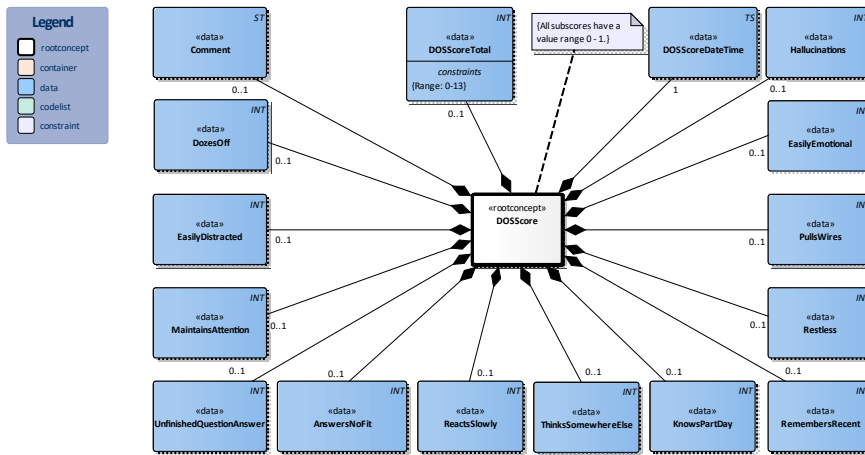 Legend
rootconcept
container
data
codelist
constraint
ST
«data»
Comment
0..1
INT
«data»
DOSScoreTotal
constraints
{Range: 0-13}
0..1
{All subscores have a
value range 0 - 1.}
TS
«data»
DOSScoreDateTime
1
INT
«data»
Hallucinations
0..1
INT
«data»
DozesOff
0..1
INT
«data»
EasilyEmotional
0..1
«rootconcept»
DOSScore
INT
«data»
EasilyDistracted
0..1
INT
«data»
PullsWires
0..1
INT
«data»
MaintainsAttention
0..1
INT
«data»
Restless
0..1
0..1
INT
«data»
UnfinishedQuestionAnswer
0..1
INT
«data»
AnswersNoFit
0..1
INT
«data»
ReactsSlowly
0..1
INT
«data»
ThinksSomewhereElse
0..1
INT
«data»
KnowsPartDay
0..1
INT
«data»
RemembersRecent